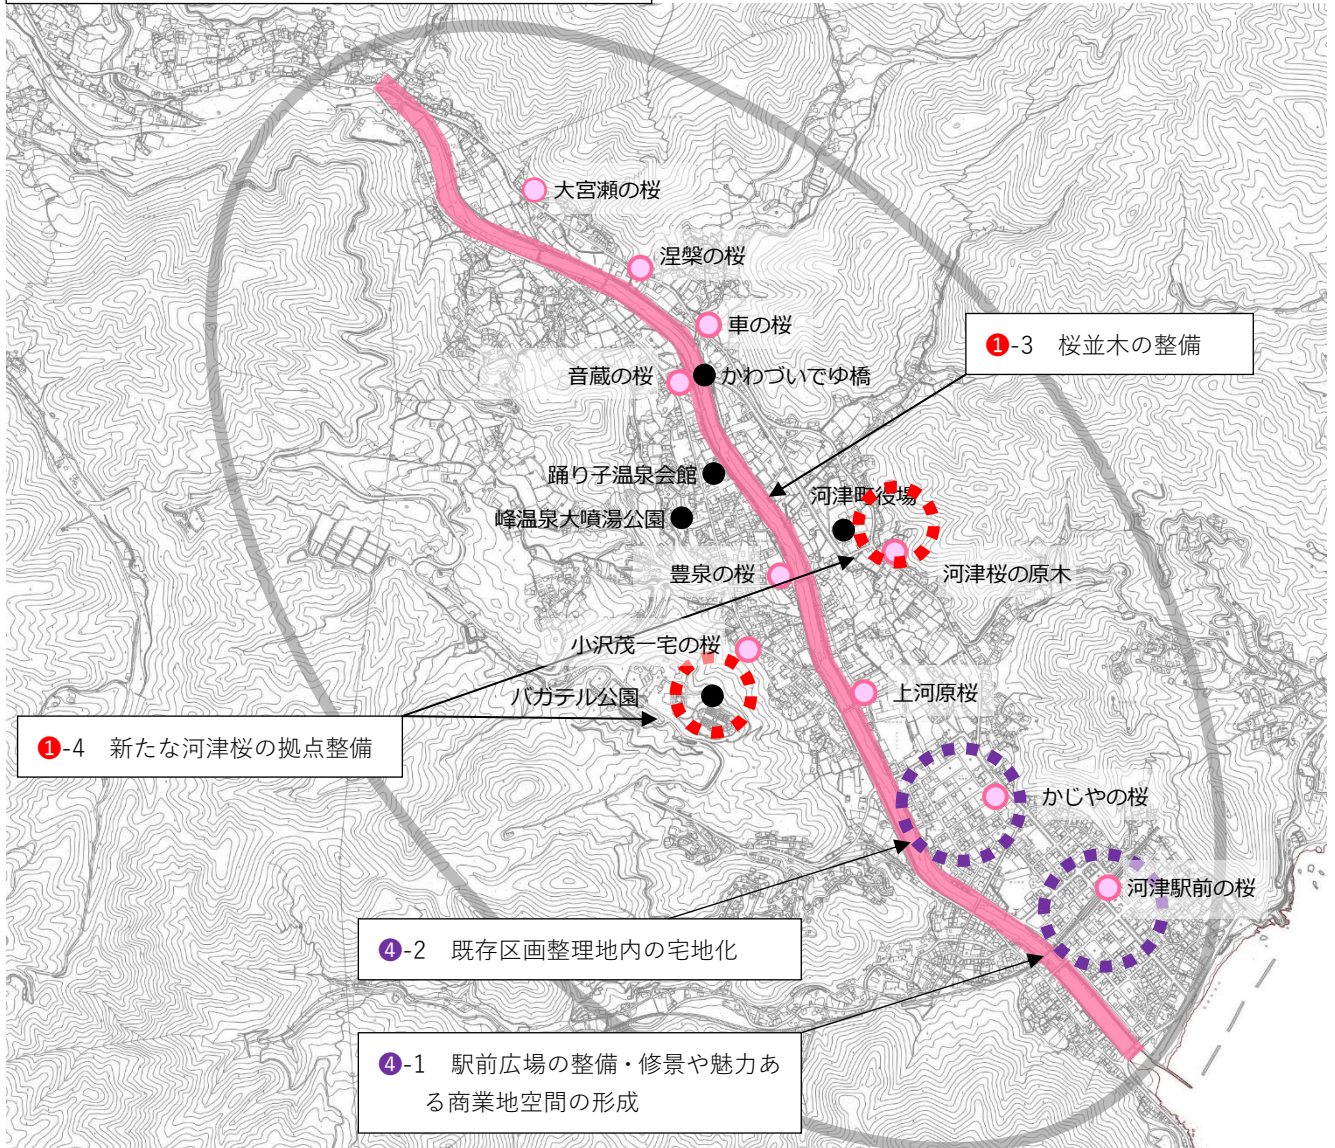 大宮瀬の桜
涅槃の桜
車の桜
❶-3 桜並木の整備
音蔵の桜
かわづいでゆ橋
踊り子温泉会館
河津町役場
峰温泉大噴湯公園
豊泉の桜
河津桜の原木
小沢茂一宅の桜
バガテル公園
上河原桜
❶-4 新たな河津桜の拠点整備
かじやの桜
河津駅前の桜
❹-2 既存区画整理地内の宅地化
❹-1 駅前広場の整備・修景や魅力あ
る商業地空間の形成